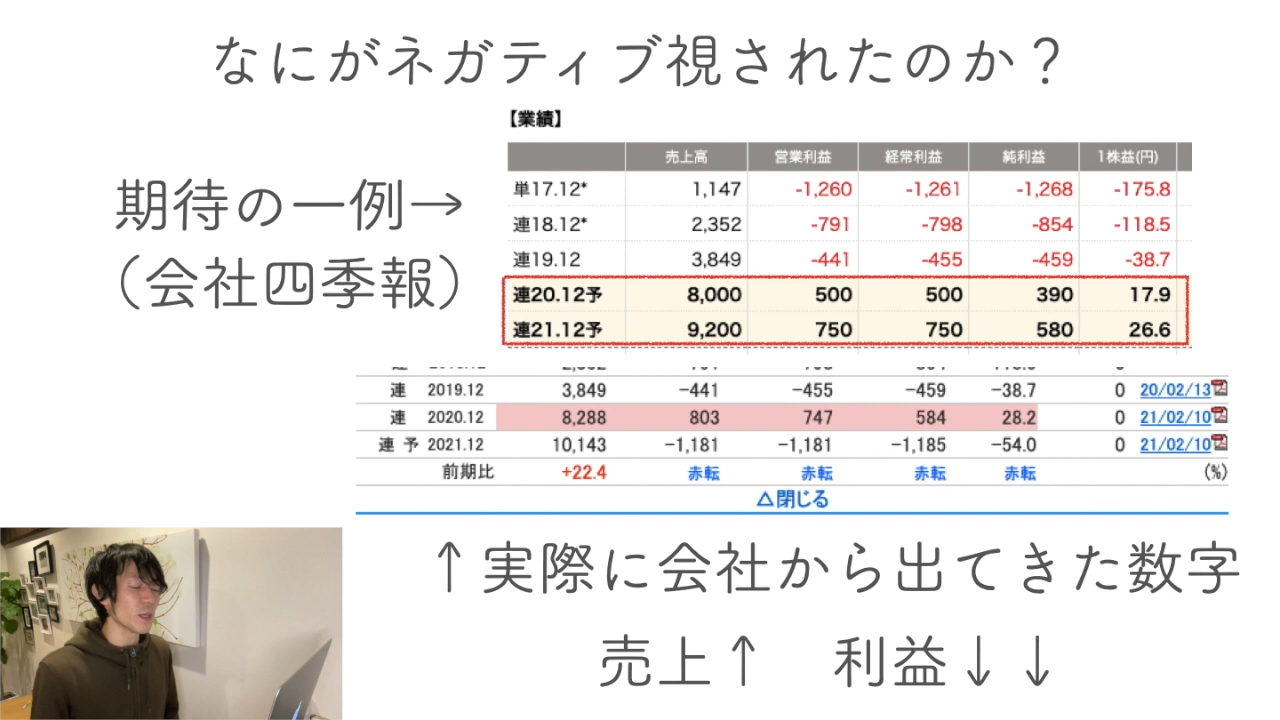 なにがネガティブ視されたのか？
期待の一例→
（会社四季報）
【業績】
売上高 営業利益 経常利益 純利益 1株益(円)
単17.12* 1,147 -1,260 -1,261 -1,268 -175.8
連18.12* 2,352 -791 -798 -854 -118.5
連19.12 3,849 -441 -455 -459 -38.7
連20.12予 8,000 500 500 390 17.9
連21.12予 9,200 750 750 580 26.6
連 2019.12 3,849 −441 −455 −459 −38.7 0 20/02/13
連 2020.12 8,288 803 747 584 28.2 0 21/02/10
連 予 2021.12 10,143 −1,181 −1,181 −1,185 −54.0 0 21/02/10
前期比 +22.4 赤転 赤転 赤転 赤転 (%)
△閉じる
↑実際に会社から出てきた数字
売上↑ 利益↓↓